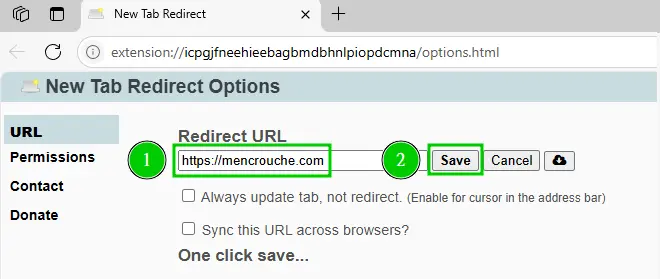 New Tab Redirect
extension://icpgjfneehieebagbmdbhnlpiopdcmna/options.html
New Tab Redirect Options
URL
Permissions
Contact
Donate
Redirect URL
1 https://mencrouche.com 2 Save Cancel
Always update tab, not redirect. (Enable for cursor in the address bar)
Sync this URL across browsers?
One click save...